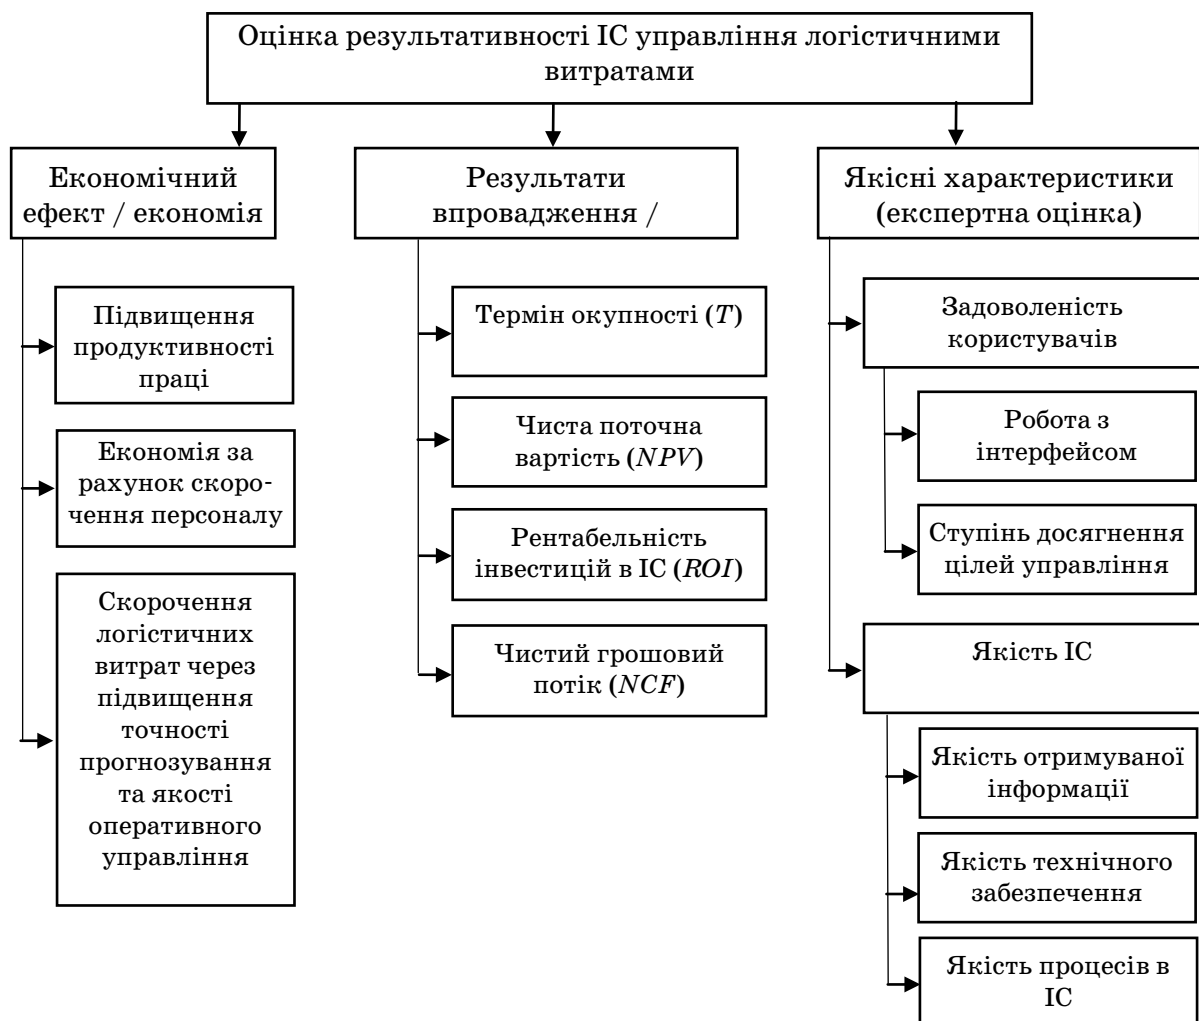 Оцінка результативності ІС управління логістичними
витратами
Економічний
ефект / економія
Підвищення
продуктивності
праці
Економія за
рахунок скоро-
чення персоналу
Скорочення
логістичних
витрат через
підвищення
точності
прогнозування
та якості
оперативного
управління
Результати
впровадження /
Термін окупності (T)
Чиста поточна
вартість (NPV)
Рентабельність
інвестицій в ІС (ROI)
Чистий грошовий
потік (NCF)
Якісні характеристики
(експертна оцінка)
Задоволеність
користувачів
Робота з
інтерфейсом
Ступінь досягнення
цілей управління
Якість ІС
Якість отримуваної
інформації
Якість технічного
забезпечення
Якість процесів в
ІС